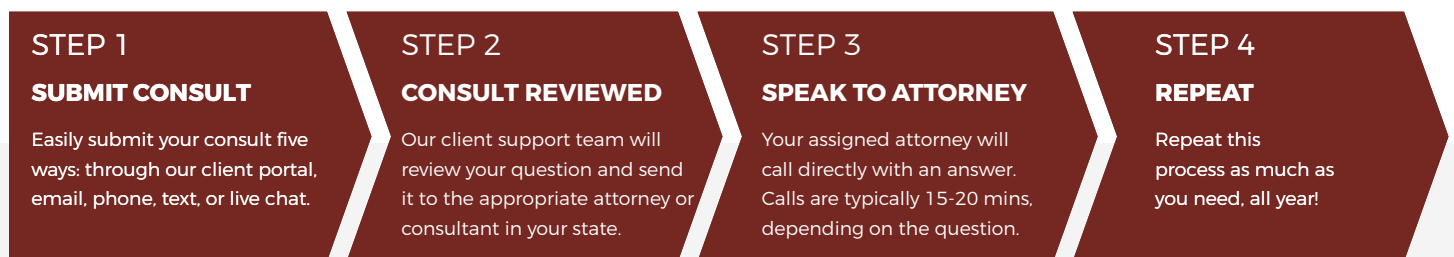 STEP 1
SUBMIT CONSULT
Easily submit your consult five
ways: through our client portal,
email, phone, text, or live chat.
STEP 2
CONSULT REVIEWED
Our client support team will
review your question and send
it to the appropriate attorney or
consultant in your state.
STEP 3
SPEAK TO ATTORNEY
Your assigned attorney will
call directly with an answer.
Calls are typically 15-20 mins,
depending on the question.
STEP 4
REPEAT
Repeat this
process as much as
you need, all year!